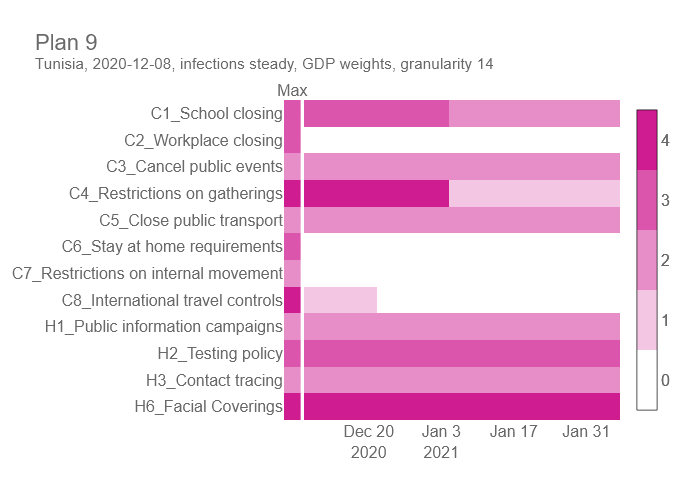 Plan 9
Tunisia, 2020-12-08, infections steady, GDP weights, granularity 14
Max
C1_School closing
C2_Workplace closing
C3_Cancel public events
C4_Restrictions on gatherings
C5_Close public transport
C6_Stay at home requirements
C7_Restrictions on internal movement
C8_International travel controls
H1_Public information campaigns
H2_Testing policy
H3_Contact tracing
H6_Facial Coverings
Dec 20 Jan 3 Jan 17 Jan 31
2020 2021
4
3
2
1
0